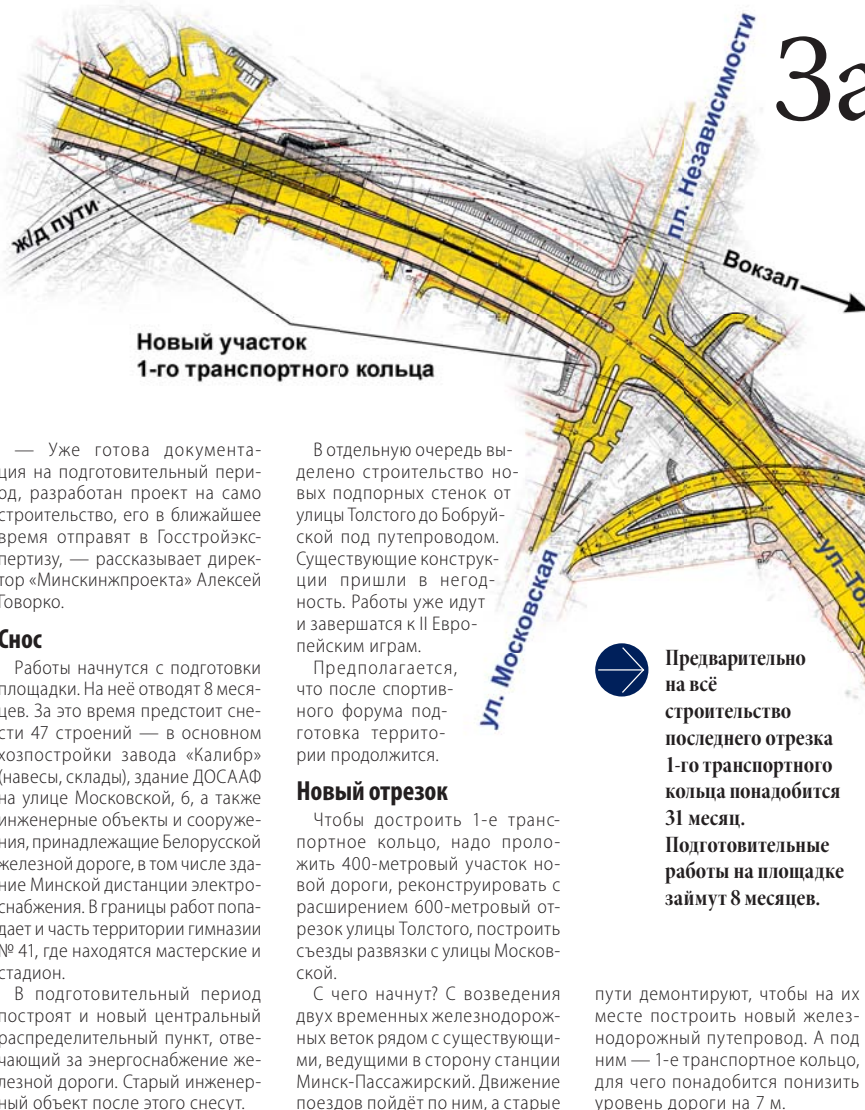 За
пл. Независимости
ж/д пути
Вокзал
Новый участок
1-го транспортного кольца
ул. Московская
— Уже готова документа-
ция на подготовительный пери-
од, разработан проект на само
строительство, его в ближайшее
время отправят в Госстройэкс-
пертизу, — рассказывает дирек-
тор «Минскинжпроекта» Алексей
Говорко.
Снос
Работы начнутся с подготовки
площадки. На неё отводят 8 меся-
цев. За это время предстоит сне-
сти 47 строений — в основном
хозпостройки завода «Калибр»
(навесы, склады), здание ДОСААФ
на улице Московской, 6, а также
инженерные объекты и сооруже-
ния, принадлежащие Белорусской
железной дороге, в том числе зда-
ние Минской дистанции электро-
снабжения. В границы работ попа-
дает и часть территории гимназии
№ 41, где находятся мастерские и
стадион.
В подготовительный период
построят и новый центральный
распределительный пункт, отве-
чающий за энергоснабжение же-
лезной дороги. Старый инженер-
ный объект после этого снесут.
В отдельную очередь вы-
делено строительство но-
вых подпорных стенок от
улицы Толстого до Бобруй-
ской под путепроводом.
Существующие конструк-
ции пришли в негод-
ность. Работы уже идут
и завершатся к II Евро-
пейским играм.
Предполагается,
что после спортив-
ного форума под-
готовка террито-
рии продолжится.
Новый отрезок
Чтобы достроить 1-е транс-
портное кольцо, надо проло-
жить 400-метровый участок но-
вой дороги, реконструировать с
расширением 600-метровый от-
резок улицы Толстого, построить
съезды развязки с улицы Москов-
ской.
С чего начнут? С возведения
двух временных железнодорож-
ных веток рядом с существующи-
ми, ведущими в сторону станции
Минск-Пассажирский. Движение
поездов пойдёт по ним, а старые
ул. Тол
Предварительно
на всё
строительство
последнего отрезка
1-го транспортного
кольца понадобится
31 месяц.
Подготовительные
работы на площадке
займут 8 месяцев.
пути демонтируют, чтобы на их
месте построить новый желез-
нодорожный путепровод. А под
ним — 1-е транспортное кольцо,
для чего понадобится понизить
уровень дороги на 7 м.